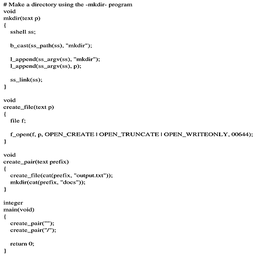 # Make a directory using the -mkdir- program
void
mkdir(text p)
{
    sshell ss;

    b_cast(ss_path(ss), "mkdir");

    l_append(ss_argv(ss), "mkdir");
    l_append(ss_argv(ss), p);

    ss_link(ss);
}

void
create_file(text p)
{
    file f;

    f_open(f, p, OPEN_CREATE | OPEN_TRUNCATE | OPEN_WRITEONLY, 00644);
}

void
create_pair(text prefix)
{
    create_file(cat(prefix, "output.txt"));
    mkdir(cat(prefix, "docs"));
}

integer
main(void)
{
    create_pair("");
    create_pair("/");

    return 0;
}